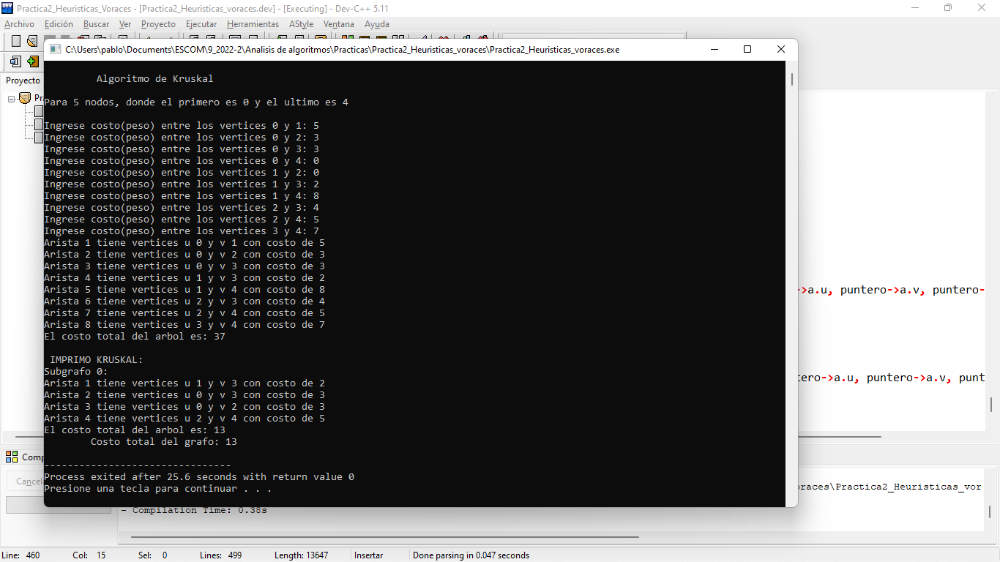 Practica2_Heuristicas_Voraces - [Practica2_Heuristicas_voraces.dev] - [Executing] - Dev-C++ 5.11
Archivo Edición Buscar Ver Proyecto Ejecutar Herramientas AStyle Ventana Ayuda
C:\Users\pablo\Documents\ESCOM\9_2022-2\Analisis de algoritmos\Practicas\Practica2_Heuristicas_voraces\Practica2_Heuristicas_voraces.exe
Proyecto
Algoritmo de Kruskal
Para 5 nodos, donde el primero es 0 y el ultimo es 4
Ingrese costo(peso) entre los vertices 0 y 1: 5
Ingrese costo(peso) entre los vertices 0 y 2: 3
Ingrese costo(peso) entre los vertices 0 y 3: 3
Ingrese costo(peso) entre los vertices 0 y 4: 0
Ingrese costo(peso) entre los vertices 1 y 2: 0
Ingrese costo(peso) entre los vertices 1 y 3: 2
Ingrese costo(peso) entre los vertices 1 y 4: 8
Ingrese costo(peso) entre los vertices 2 y 3: 4
Ingrese costo(peso) entre los vertices 2 y 4: 5
Ingrese costo(peso) entre los vertices 3 y 4: 7
Arista 1 tiene vertices u 0 y v 1 con costo de 5
Arista 2 tiene vertices u 0 y v 2 con costo de 3
Arista 3 tiene vertices u 0 y v 3 con costo de 3
Arista 4 tiene vertices u 1 y v 3 con costo de 2
Arista 5 tiene vertices u 1 y v 4 con costo de 8
Arista 6 tiene vertices u 2 y v 3 con costo de 4
Arista 7 tiene vertices u 2 y v 4 con costo de 5
Arista 8 tiene vertices u 3 y v 4 con costo de 7
El costo total del arbol es: 37
IMPRIMO KRUSKAL:
Subgrafo 0:
Arista 1 tiene vertices u 1 y v 3 con costo de 2
Arista 2 tiene vertices u 0 y v 3 con costo de 3
Arista 3 tiene vertices u 0 y v 2 con costo de 3
Arista 4 tiene vertices u 2 y v 4 con costo de 5
El costo total del arbol es: 13
Costo total del grafo: 13
--------------------------------
Process exited after 25.6 seconds with return value 0
Presione una tecla para continuar . . .
->a.u, puntero->a.v, puntero-
tero->a.u, puntero->a.v, punt
Comp
Cancel
oraces\Practica2_Heuristicas_vor
- Compilation Time: 0.38s
Line: 460 Col: 15 Sel: 0 Lines: 499 Length: 13647 Insertar Done parsing in 0.047 seconds